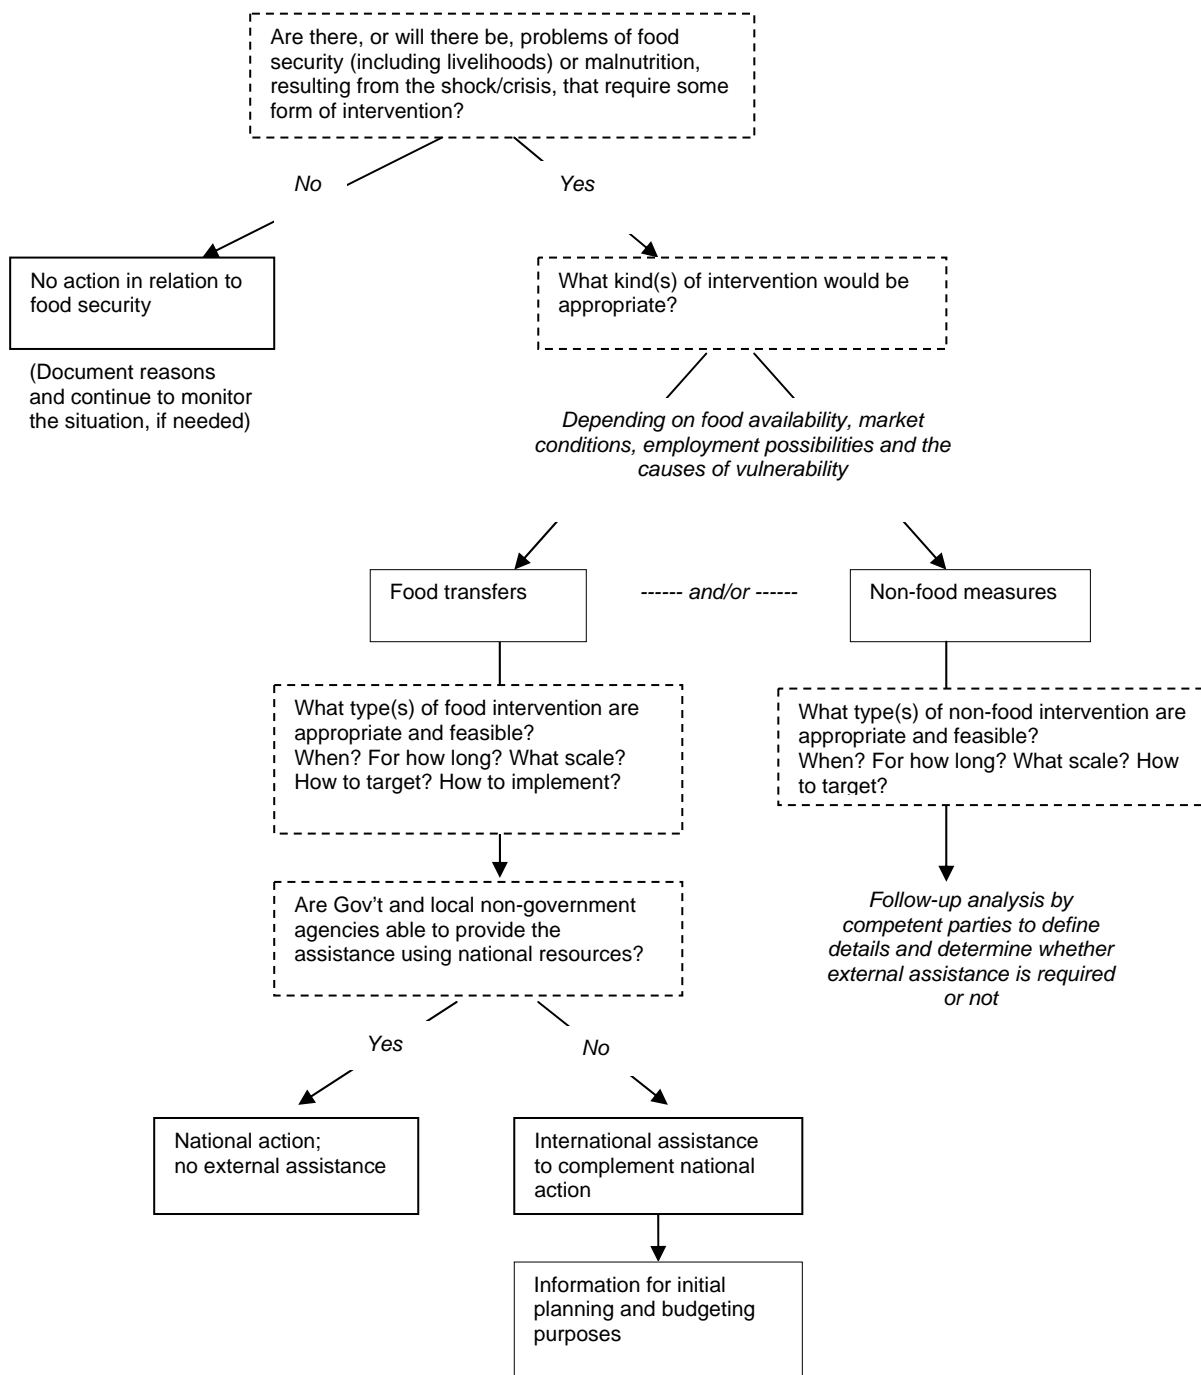 Are there, or will there be, problems of food
security (including livelihoods) or malnutrition,
resulting from the shock/crisis, that require some
form of intervention?
No
Yes
No action in relation to
food security
(Document reasons
and continue to monitor
the situation, if needed)
What kind(s) of intervention would be
appropriate?
Depending on food availability, market
conditions, employment possibilities and the
causes of vulnerability
Food transfers
------ and/or ------
Non-food measures
What type(s) of food intervention are
appropriate and feasible?
When? For how long? What scale?
How to target? How to implement?
What type(s) of non-food intervention are
appropriate and feasible?
When? For how long? What scale? How
to target?
Are Gov’t and local non-government
agencies able to provide the
assistance using national resources?
Follow-up analysis by
competent parties to define
details and determine whether
external assistance is required
or not
Yes
No
National action;
no external assistance
International assistance
to complement national
action
Information for initial
planning and budgeting
purposes